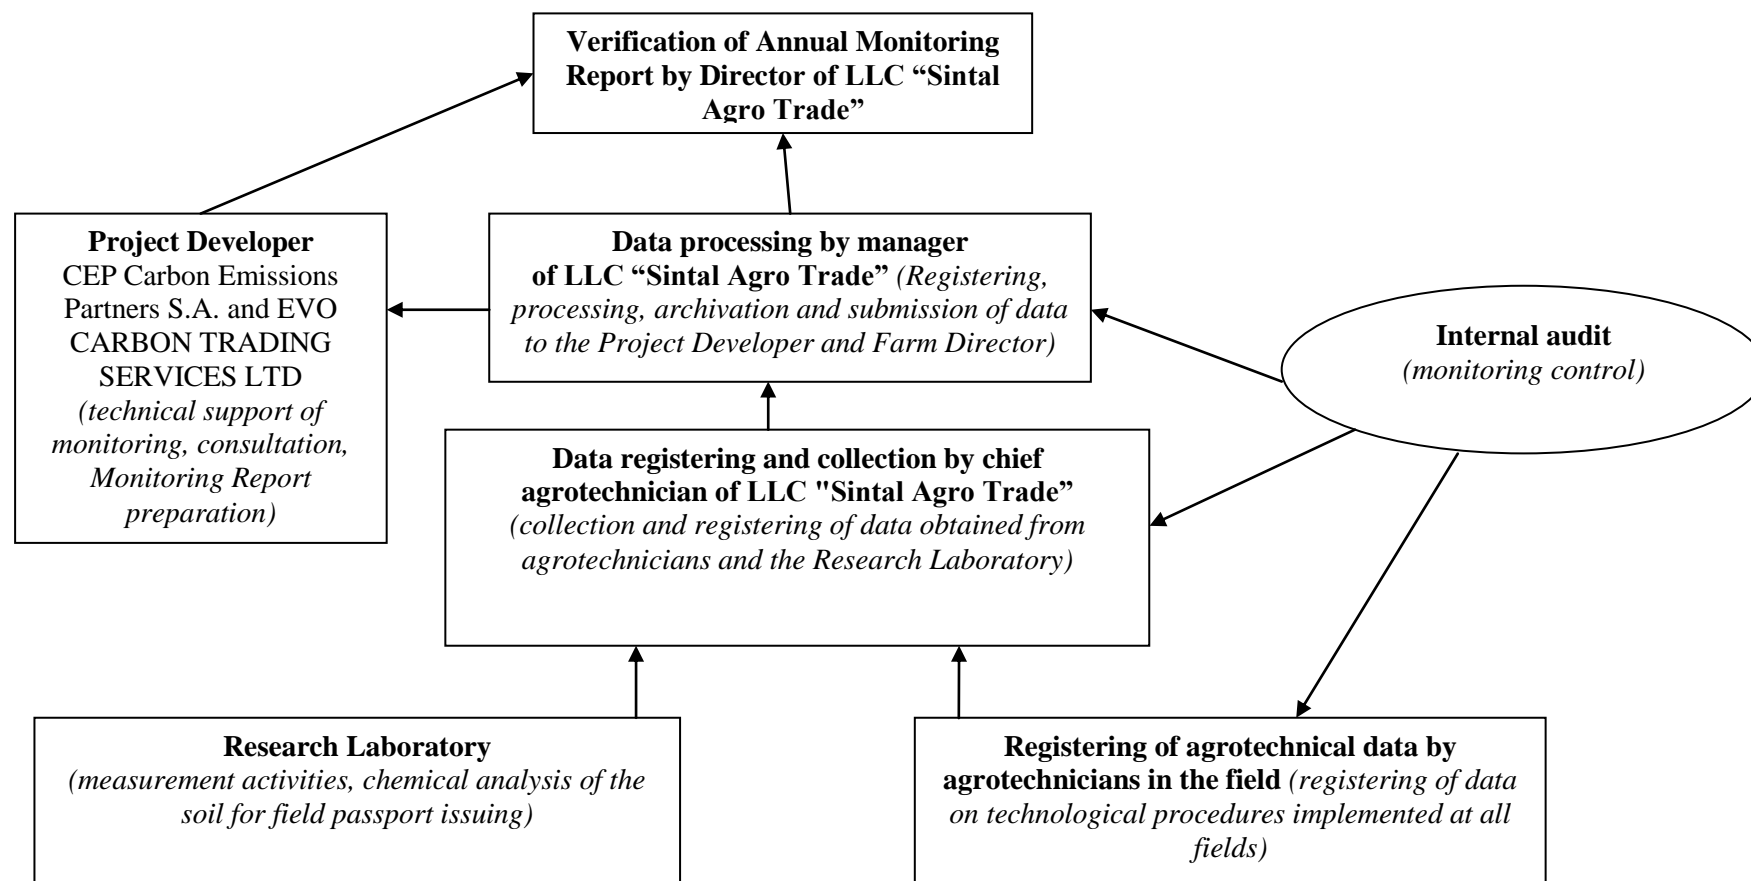 Verification of Annual Monitoring
Report by Director of LLC “Sintal
Agro Trade”
Project Developer
CEP Carbon Emissions
Partners S.A. and EVO
CARBON TRADING
SERVICES LTD
(technical support of
monitoring, consultation,
Monitoring Report
preparation)
Data processing by manager
of LLC “Sintal Agro Trade” (Registering,
processing, archivation and submission of data
to the Project Developer and Farm Director)
Internal audit
(monitoring control)
Data registering and collection by chief
agrotechnician of LLC "Sintal Agro Trade”
(collection and registering of data obtained from
agrotechnicians and the Research Laboratory)
Research Laboratory
(measurement activities, chemical analysis of the
soil for field passport issuing)
Registering of agrotechnical data by
agrotechnicians in the field (registering of data
on technological procedures implemented at all
fields)